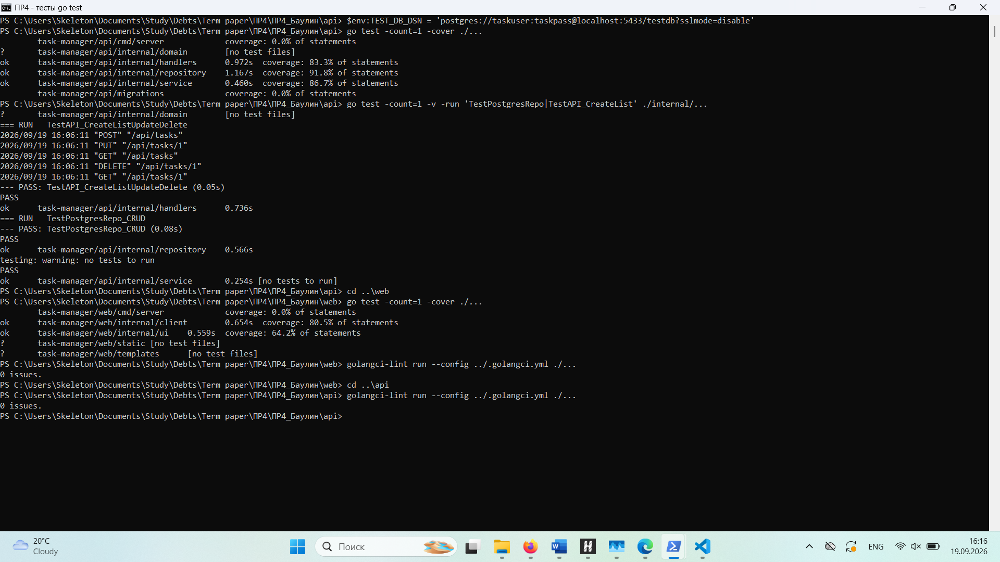 ПР4 - тесты go test
PS C:\Users\Skeleton\Documents\Study\Debts\Term paper\ПР4\ПР4_Баулин\api> $env:TEST_DB_DSN = 'postgres://taskuser:taskpass@localhost:5433/testdb?sslmode=disable'
PS C:\Users\Skeleton\Documents\Study\Debts\Term paper\ПР4\ПР4_Баулин\api> go test -count=1 -cover ./...
        task-manager/api/cmd/server             coverage: 0.0% of statements
?       task-manager/api/internal/domain        [no test files]
ok      task-manager/api/internal/handlers      0.972s  coverage: 83.3% of statements
ok      task-manager/api/internal/repository    1.167s  coverage: 91.8% of statements
ok      task-manager/api/internal/service       0.460s  coverage: 86.7% of statements
        task-manager/api/migrations             coverage: 0.0% of statements
PS C:\Users\Skeleton\Documents\Study\Debts\Term paper\ПР4\ПР4_Баулин\api> go test -count=1 -v -run 'TestPostgresRepo|TestAPI_CreateList' ./internal/...
?       task-manager/api/internal/domain        [no test files]
=== RUN   TestAPI_CreateListUpdateDelete
2026/09/19 16:06:11 "POST" "/api/tasks"
2026/09/19 16:06:11 "PUT" "/api/tasks/1"
2026/09/19 16:06:11 "GET" "/api/tasks"
2026/09/19 16:06:11 "DELETE" "/api/tasks/1"
2026/09/19 16:06:11 "GET" "/api/tasks/1"
--- PASS: TestAPI_CreateListUpdateDelete (0.05s)
PASS
ok      task-manager/api/internal/handlers      0.736s
=== RUN   TestPostgresRepo_CRUD
--- PASS: TestPostgresRepo_CRUD (0.08s)
PASS
ok      task-manager/api/internal/repository    0.566s
testing: warning: no tests to run
PASS
ok      task-manager/api/internal/service       0.254s [no tests to run]
PS C:\Users\Skeleton\Documents\Study\Debts\Term paper\ПР4\ПР4_Баулин\api> cd ..\web
PS C:\Users\Skeleton\Documents\Study\Debts\Term paper\ПР4\ПР4_Баулин\web> go test -count=1 -cover ./...
        task-manager/web/cmd/server             coverage: 0.0% of statements
ok      task-manager/web/internal/client        0.654s  coverage: 80.5% of statements
ok      task-manager/web/internal/ui    0.559s  coverage: 64.2% of statements
?       task-manager/web/static [no test files]
?       task-manager/web/templates      [no test files]
PS C:\Users\Skeleton\Documents\Study\Debts\Term paper\ПР4\ПР4_Баулин\web> golangci-lint run --config ../.golangci.yml ./...
0 issues.
PS C:\Users\Skeleton\Documents\Study\Debts\Term paper\ПР4\ПР4_Баулин\web> cd ..\api
PS C:\Users\Skeleton\Documents\Study\Debts\Term paper\ПР4\ПР4_Баулин\api> golangci-lint run --config ../.golangci.yml ./...
0 issues.
PS C:\Users\Skeleton\Documents\Study\Debts\Term paper\ПР4\ПР4_Баулин\api>
20°C
Cloudy
Поиск
ENG
16:16
19.09.2026